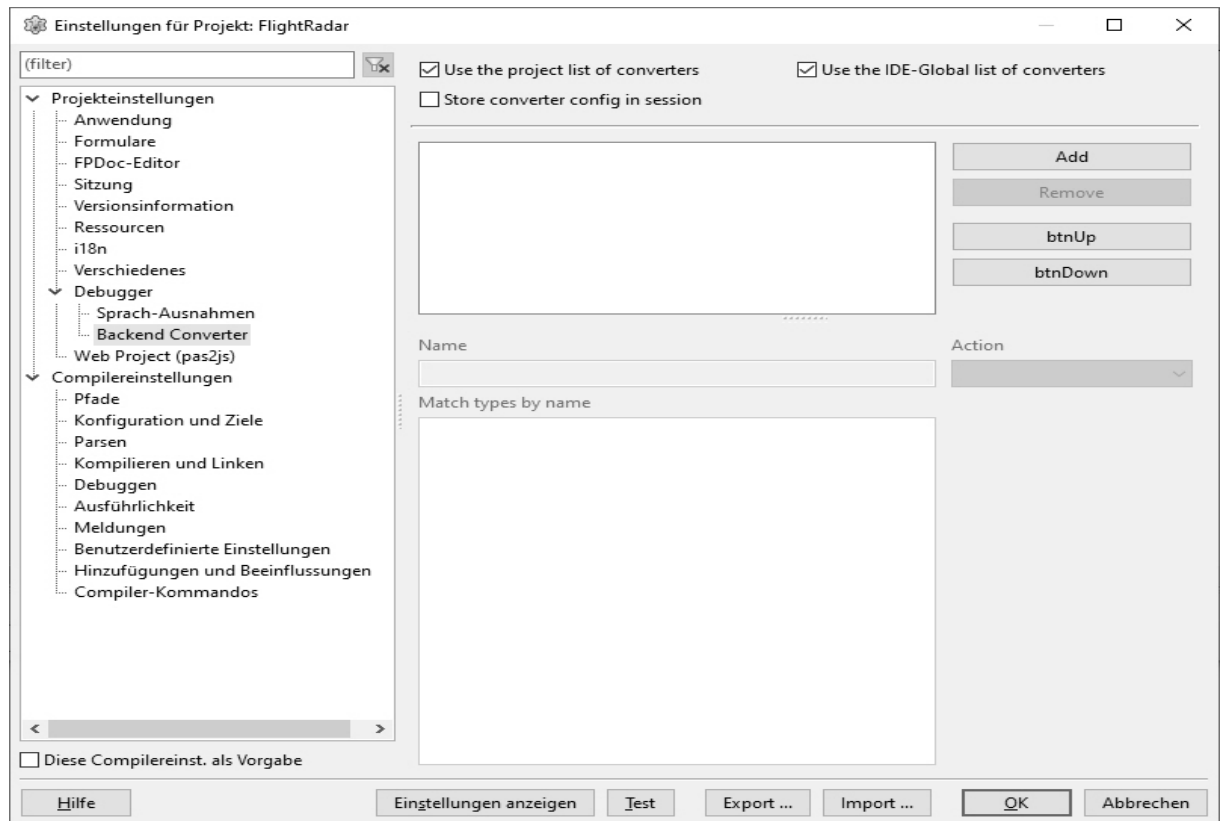 Einstellungen für Projekt: FlightRadar
(filter)
Projekteinstellungen
Anwendung
Formulare
FPDoc-Editor
Sitzung
Versionsinformation
Ressourcen
i18n
Verschiedenes
Debugger
Sprach-Ausnahmen
Backend Converter
Web Project (pas2js)
Compilereinstellungen
Pfade
Konfiguration und Ziele
Parsen
Kompilieren und Linken
Debuggen
Ausführlichkeit
Meldungen
Benutzerdefinierte Einstellungen
Hinzufügungen und Beeinflussungen
Compiler-Kommandos
Diese Compilereinst. als Vorgabe
Use the project list of converters
Use the IDE-Global list of converters
Store converter config in session
Add
Remove
btnUp
btnDown
Name
Action
Match types by name
Hilfe
Einstellungen anzeigen
Test
Export ...
Import ...
OK
Abbrechen